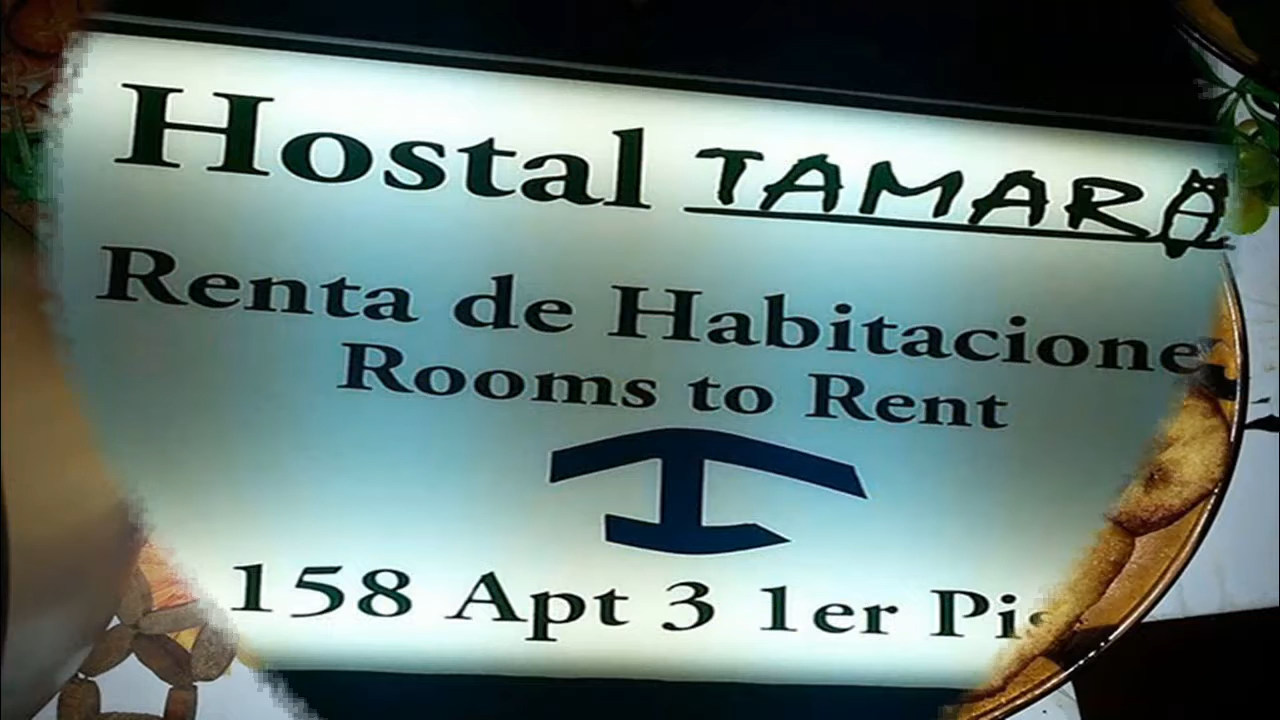 Hostal TAMARA
Renta de Habitacione
Rooms to Rent
158 Apt 3 1er Pis